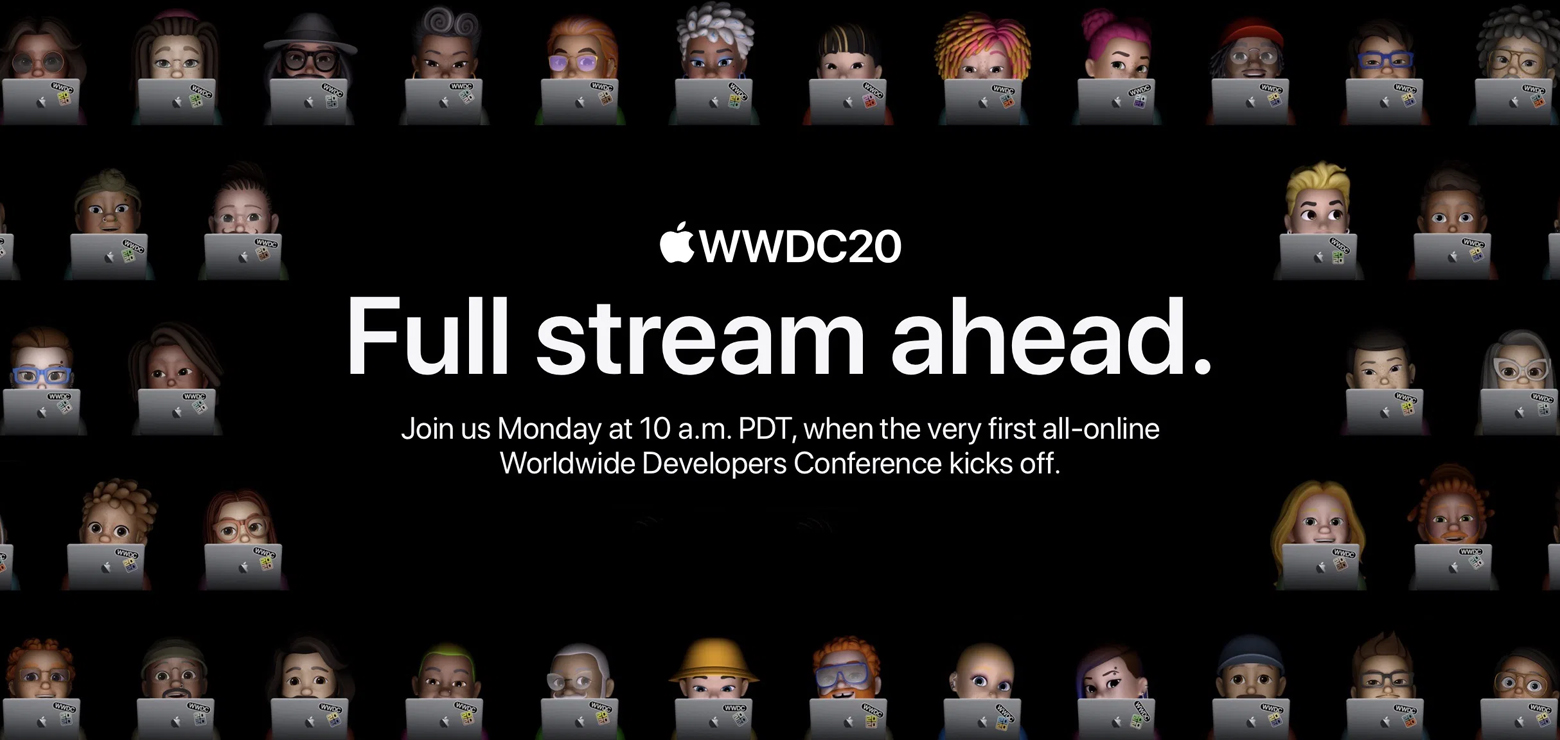 WWDC20
Full stream ahead.
Join us Monday at 10 a.m. PDT, when the very first all-online
Worldwide Developers Conference kicks off.